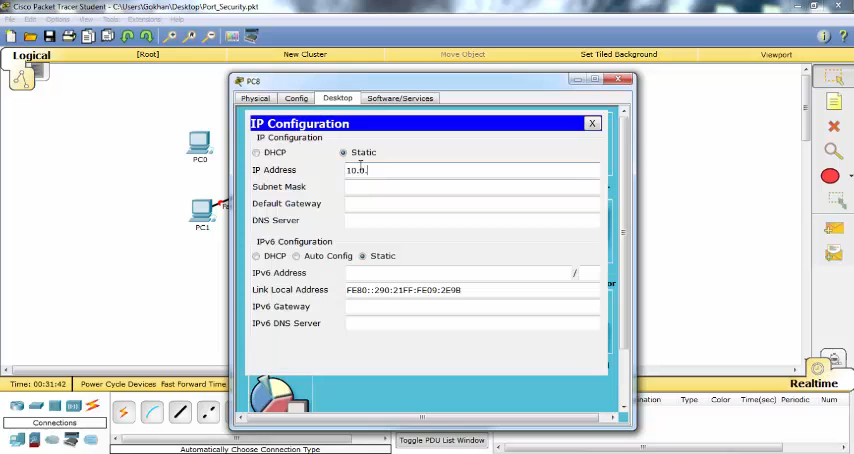 Cisco Packet Tracer Student - C:\Users\Gokhan\Desktop\Port_Security.pkt
File Edit Options View Tools Extensions Help
Logical [Root] New Cluster Move Object Set Tiled Background Viewport
PC8
Physical Config Desktop Software/Services
IP Configuration X
IP Configuration
DHCP Static
IP Address 10.0.
Subnet Mask
Default Gateway
DNS Server
IPv6 Configuration
DHCP Auto Config Static
IPv6 Address /
Link Local Address FE80::290:21FF:FE09:2E9B
IPv6 Gateway
IPv6 DNS Server
PC0
PC1
Time: 00:31:42 Power Cycle Devices Fast Forward Time
Realtime
Connections
Automatically Choose Connection Type
Toggle PDU List Window
Type Time(sec) Periodic Num